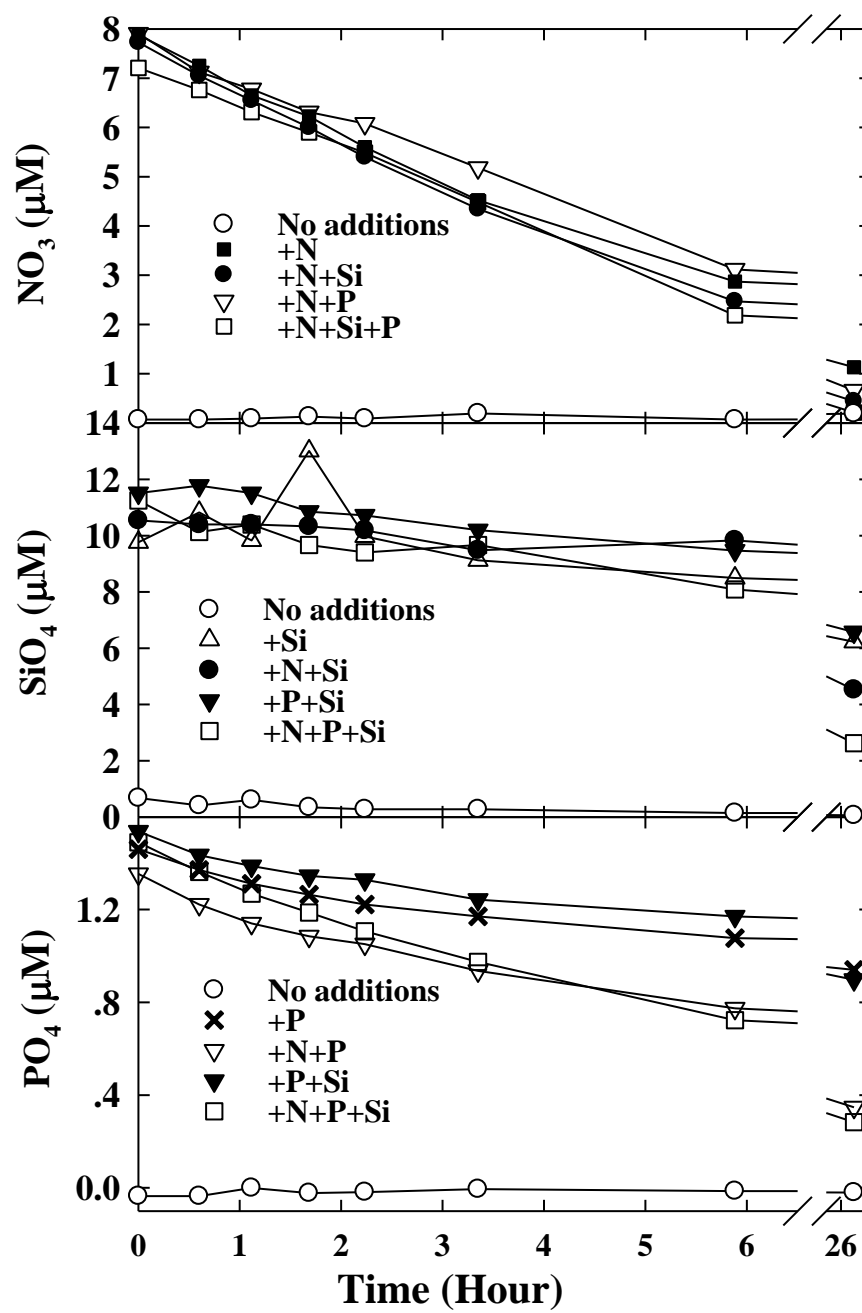 8
7
6
5
4
3
2
1
NO3 (μM)
No additions
+N
+N+Si
+N+P
+N+Si+P
14
12
10
8
6
4
2
0
SiO4 (μM)
No additions
+Si
+N+Si
+P+Si
+N+P+Si
1.2
.8
.4
0.0
PO4 (μM)
No additions
+P
+N+P
+P+Si
+N+P+Si
0 1 2 3 4 5 6 26
Time (Hour)